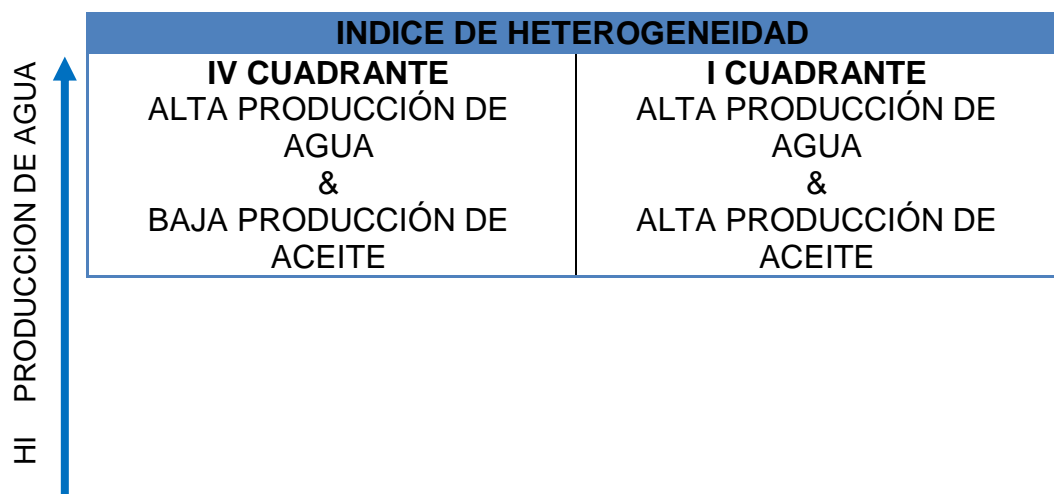 INDICE DE HETEROGENEIDAD
IV CUADRANTE
ALTA PRODUCCIÓN DE
AGUA
&
BAJA PRODUCCIÓN DE
ACEITE
I CUADRANTE
ALTA PRODUCCIÓN DE
AGUA
&
ALTA PRODUCCIÓN DE
ACEITE
HI PRODUCCION DE AGUA